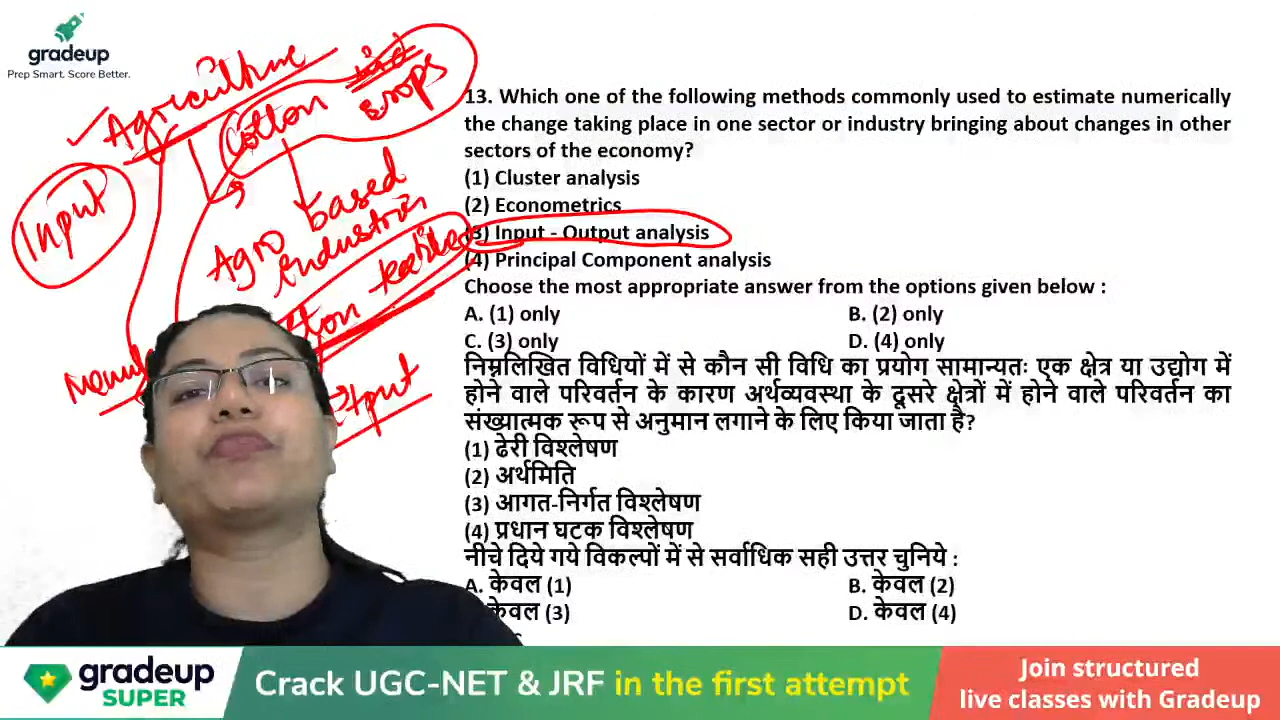 gradeup
Prep Smart. Score Better.
Agriculture
Cotton crops
Input
Agro based
industries
textile
13. Which one of the following methods commonly used to estimate numerically
the change taking place in one sector or industry bringing about changes in other
sectors of the economy?
(1) Cluster analysis
(2) Econometrics
(3) Input - Output analysis
(4) Principal Component analysis
Choose the most appropriate answer from the options given below :
A. (1) only B. (2) only
C. (3) only D. (4) only
निम्नलिखित विधियों में से कौन सी विधि का प्रयोग सामान्यतः एक क्षेत्र या उद्योग में
होने वाले परिवर्तन के कारण अर्थव्यवस्था के दूसरे क्षेत्रों में होने वाले परिवर्तन का
संख्यात्मक रूप से अनुमान लगाने के लिए किया जाता है?
(1) ढेरी विश्लेषण
(2) अर्थमिति
(3) आगत-निर्गत विश्लेषण
(4) प्रधान घटक विश्लेषण
नीचे दिये गये विकल्पों में से सर्वाधिक सही उत्तर चुनिये :
A. केवल (1) B. केवल (2)
केवल (3) D. केवल (4)
gradeup
SUPER
Crack UGC-NET & JRF in the first attempt
Join structured
live classes with Gradeup